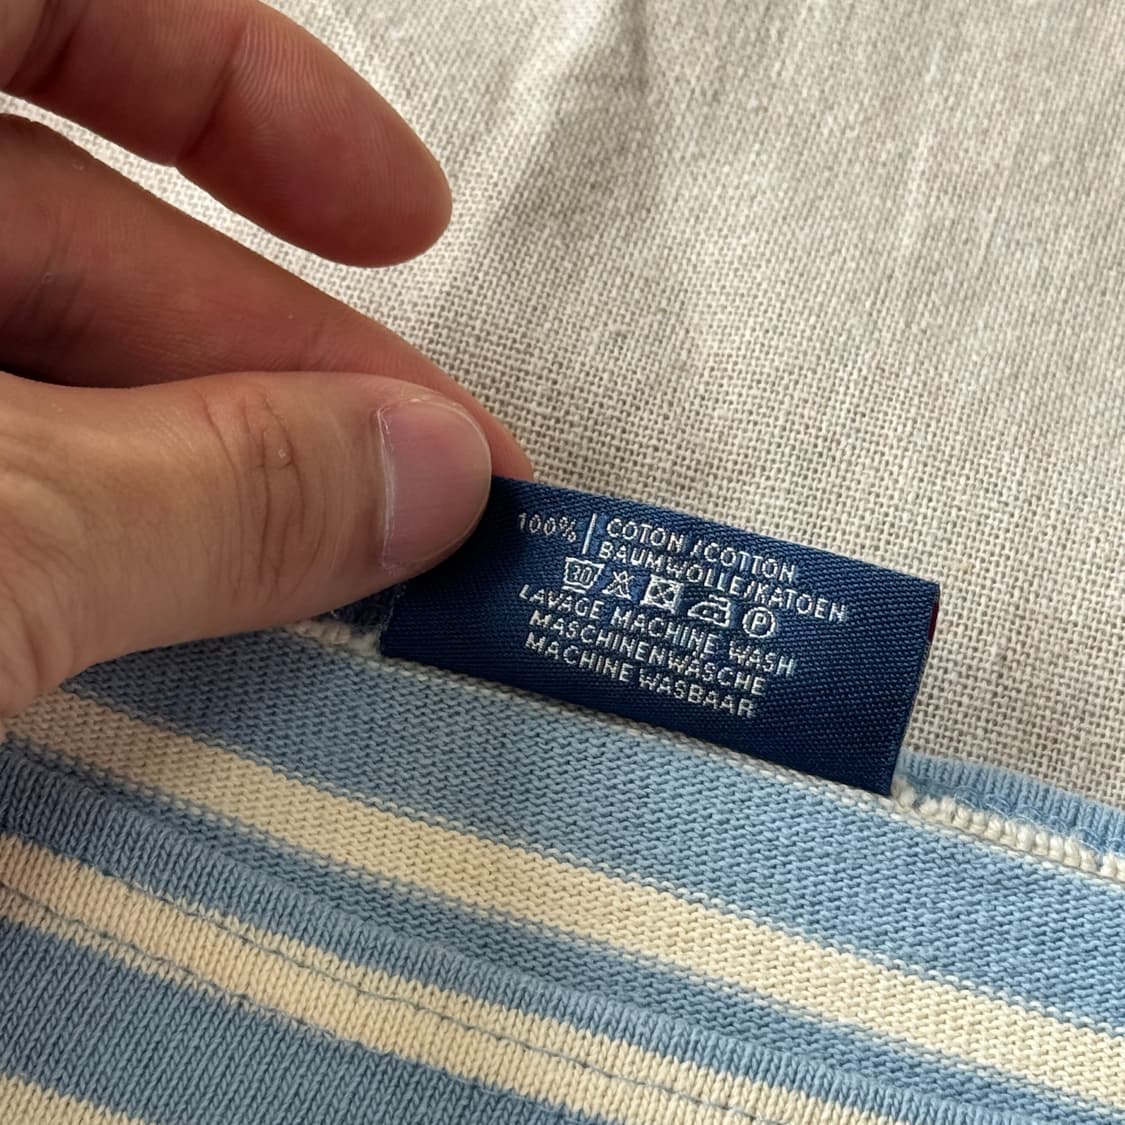 100% | COTON / COTTON
BAUMWOLLE/KATOEN
30 P
LAVAGE MACHINE WASH
MASCHINENWASCHE
MACHINE WASBAAR